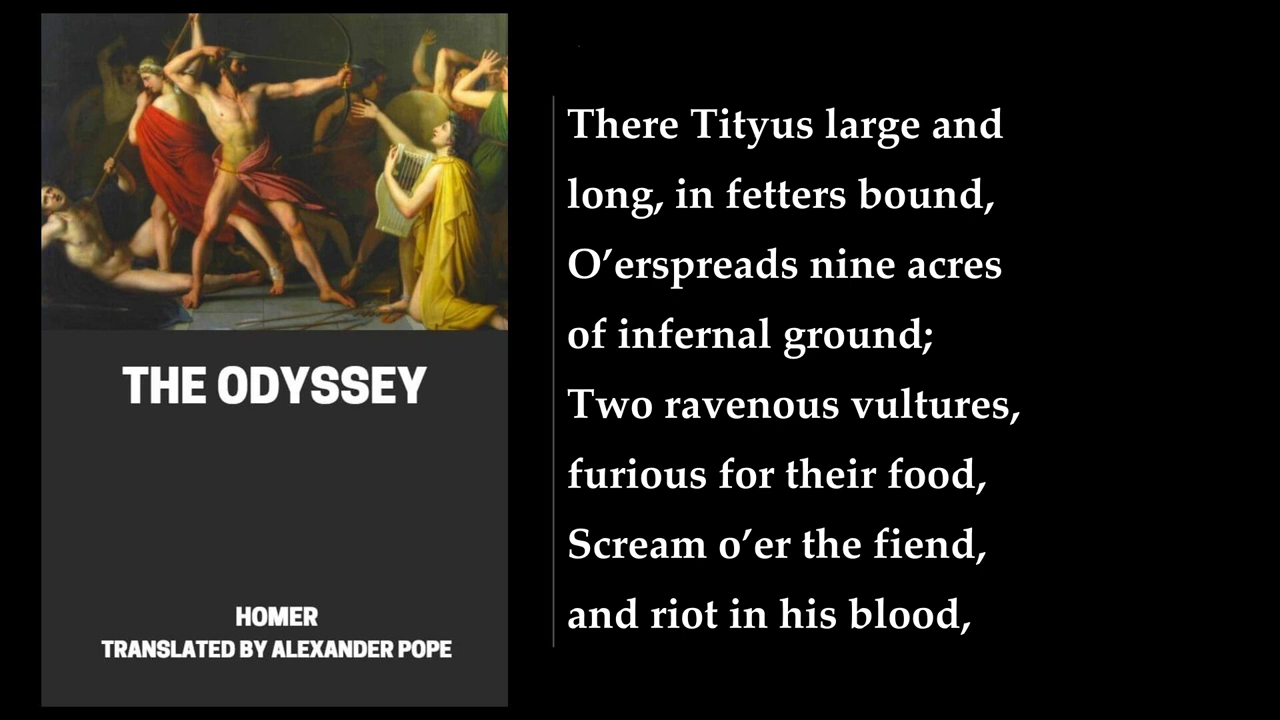 THE ODYSSEY
HOMER
TRANSLATED BY ALEXANDER POPE
There Tityus large and
long, in fetters bound,
O’erspreads nine acres
of infernal ground;
Two ravenous vultures,
furious for their food,
Scream o’er the fiend,
and riot in his blood,